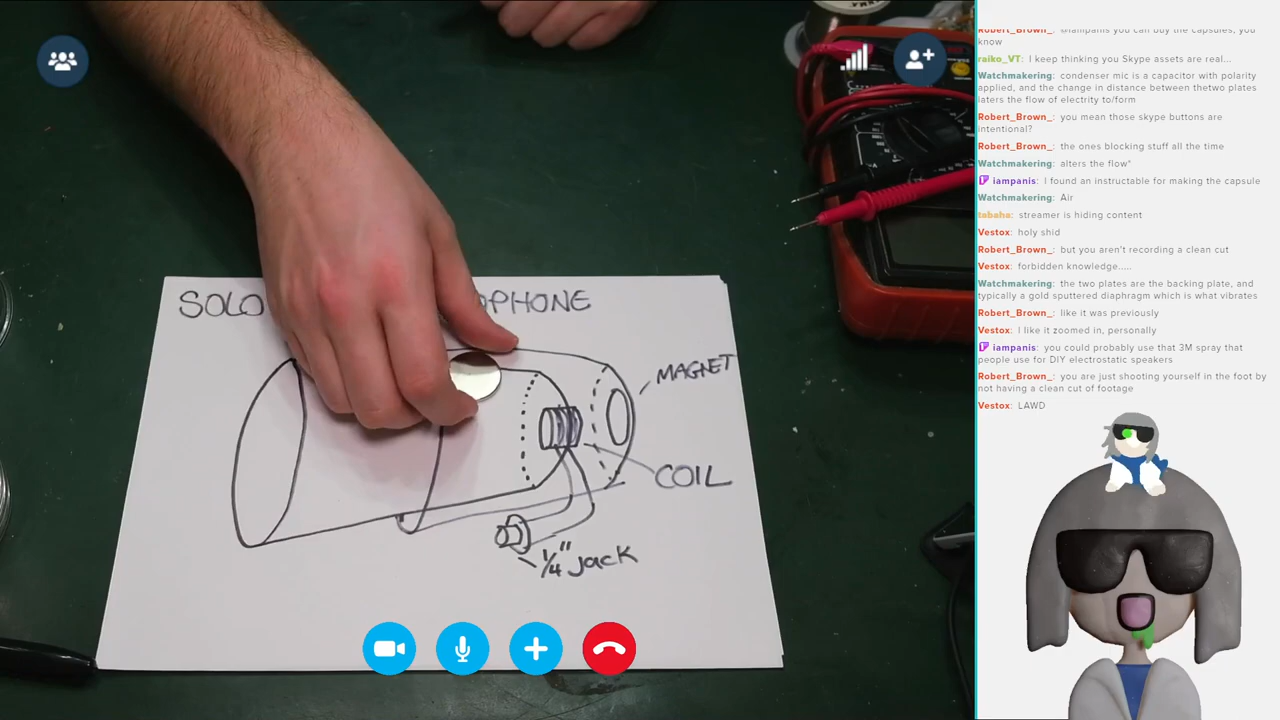 SOLO
OPHONE
MAGNET
COIL
1/4" Jack
Robert_Brown_: @iampanis you can buy the capsules, you
know
raiko_VT: I keep thinking you Skype assets are real...
Watchmakering: condenser mic is a capacitor with polarity
applied, and the change in distance between thetwo plates
laters the flow of electrity to/form
Robert_Brown_: you mean those skype buttons are
intentional?
Robert_Brown_: the ones blocking stuff all the time
Watchmakering: alters the flow*
iampanis: I found an instructable for making the capsule
Watchmakering: Air
tabaha: streamer is hiding content
Vestox: holy shid
Robert_Brown_: but you aren't recording a clean cut
Vestox: forbidden knowledge.....
Watchmakering: the two plates are the backing plate, and
typically a gold sputtered diaphragm which is what vibrates
Robert_Brown_: like it was previously
Vestox: I like it zoomed in, personally
iampanis: you could probably use that 3M spray that
people use for DIY electrostatic speakers
Robert_Brown_: you are just shooting yourself in the foot by
not having a clean cut of footage
Vestox: LAWD